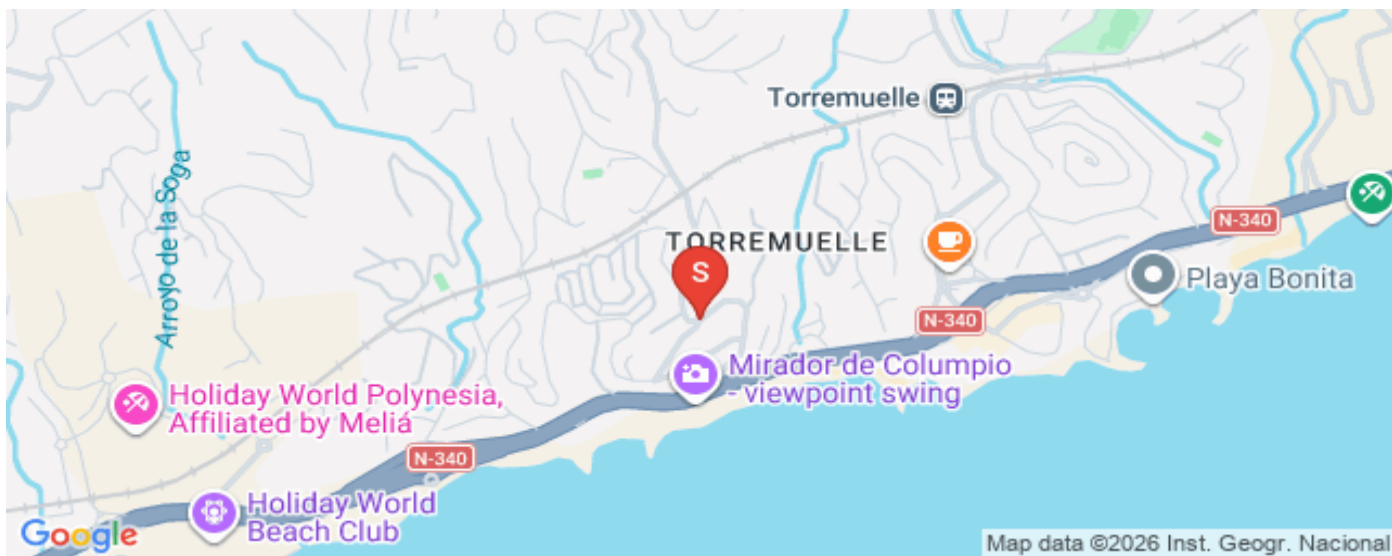 Torremuelle
Arroyo de la Soga
N-340
TORREMUELLE
S
Playa Bonita
N-340
Mirador de Columpio
- viewpoint swing
Holiday World Polynesia,
Affiliated by Meliá
N-340
Holiday World
Beach Club
Google
Map data ©2026 Inst. Geogr. Nacional